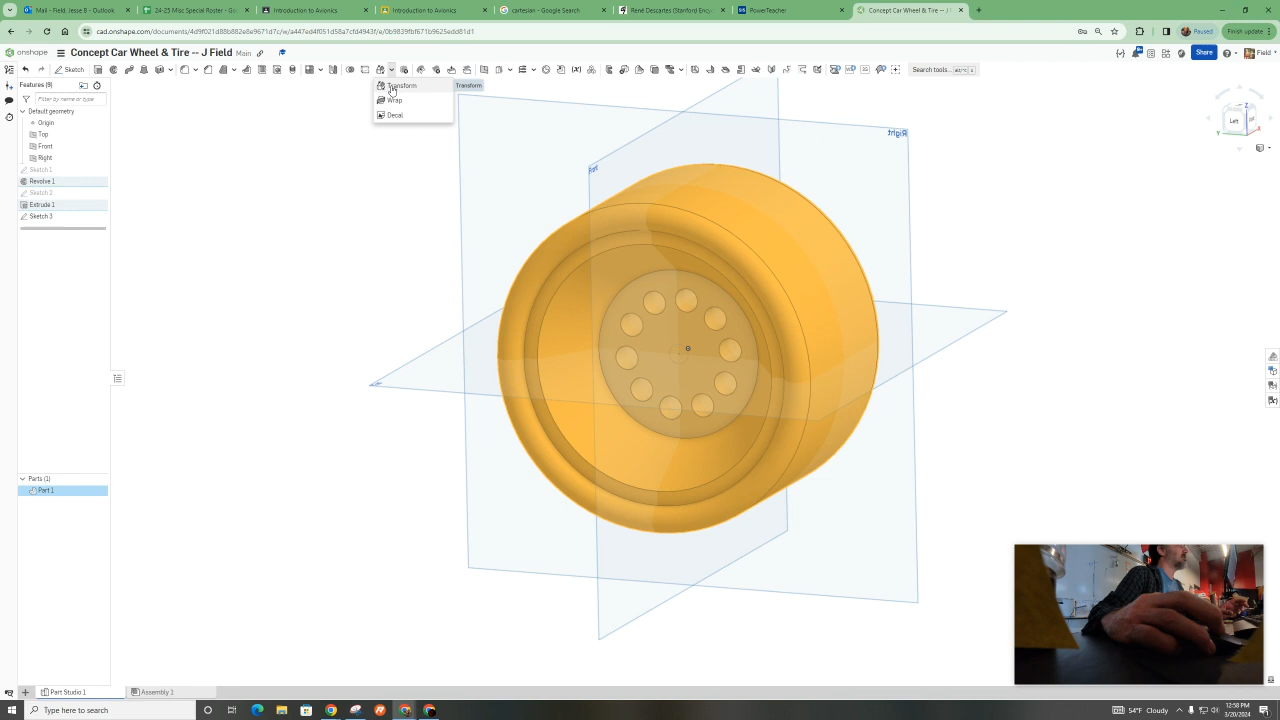 Mail - Field, Jesse B - Outlook
24-25 Misc Special Roster - Go
Introduction to Avionics
Introduction to Avionics
cartesian - Google Search
René Descartes (Stanford Ency
PowerTeacher
Concept Car Wheel & Tire -- J F
cad.onshape.com/documents/4d9f021d88b882e8e9671d7c/w/a447ed4f051d58a7cfd4943f/e/0b9839fbf671b9625edd81d1
Paused
Finish update
onshape
Concept Car Wheel & Tire -- J Field
Main
Share
Field
Sketch
Search tools...
Features (9)
Transform
Transform
Filter by name or type
Wrap
Default geometry
Decal
Origin
Top
Front
Right
Sketch 1
Revolve 1
Sketch 2
Extrude 1
Sketch 3
Right
Front
Left
Z
Y
X
Parts (1)
Part 1
Part Studio 1
Assembly 1
Type here to search
54°F Cloudy
12:58 PM
3/20/2024